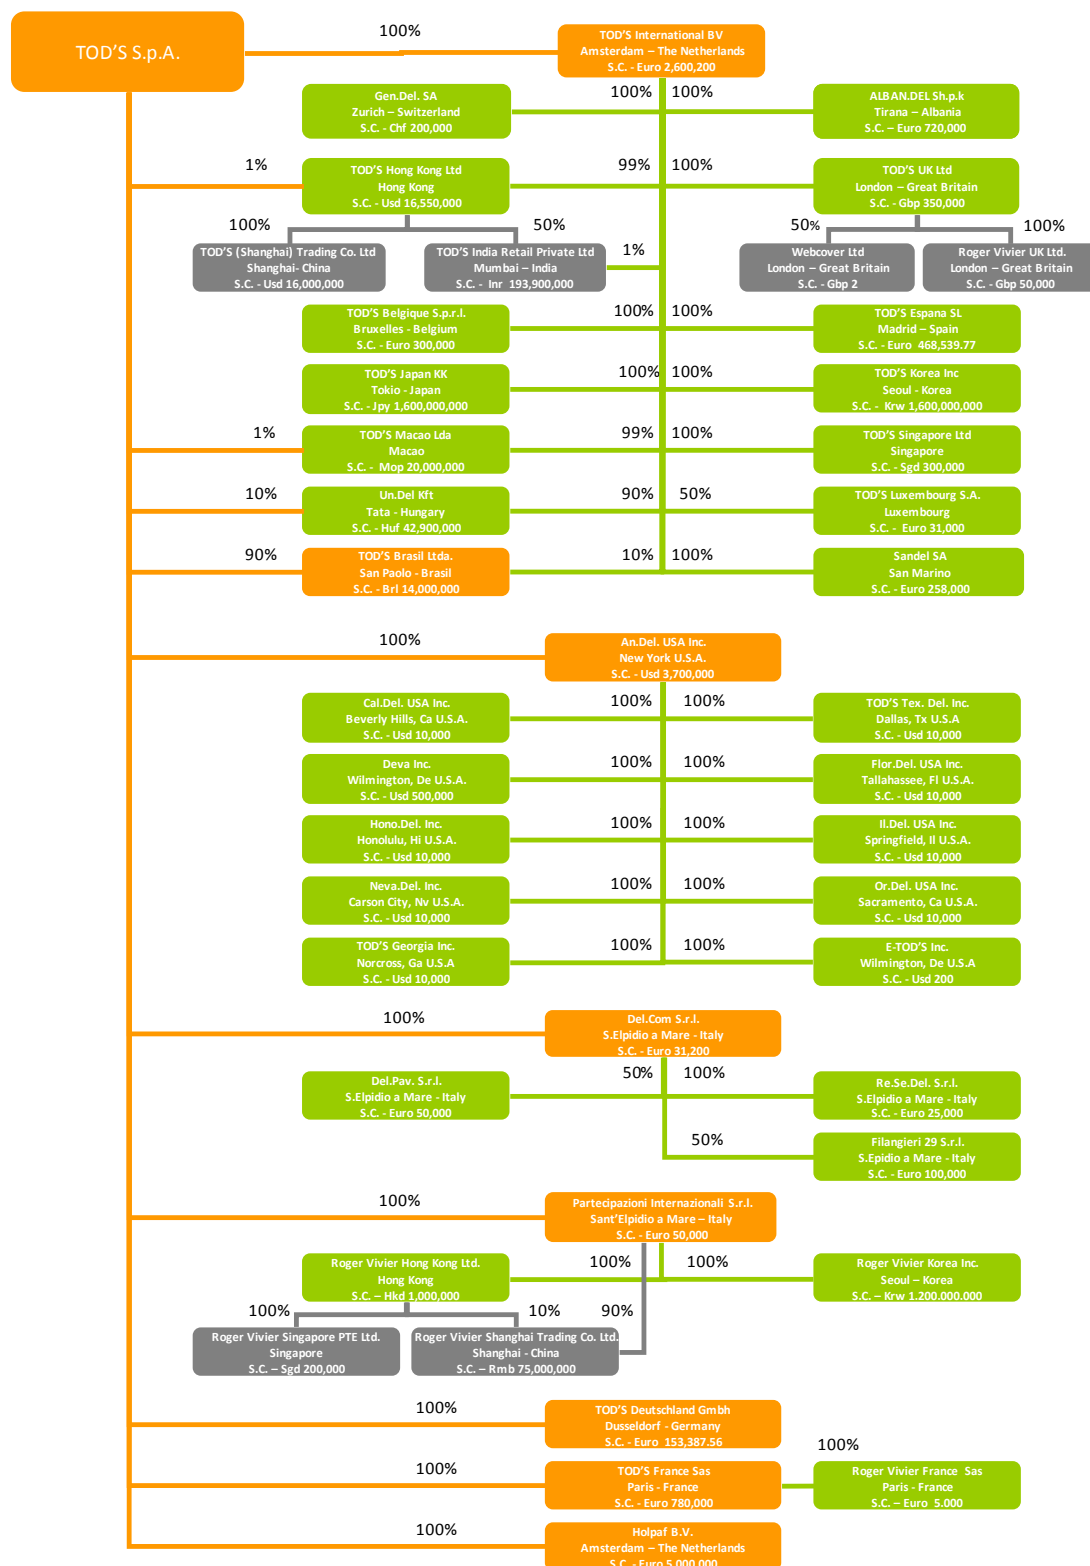 TOD'S S.p.A.
100%
TOD'S International BV
Amsterdam – The Netherlands
S.C. - Euro 2,600,200
Gen.Del. SA
Zurich – Switzerland
S.C. - Chf 200,000
100%
100%
ALBAN.DEL Sh.p.k
Tirana – Albania
S.C. – Euro 720,000
1%
TOD'S Hong Kong Ltd
Hong Kong
S.C. - Usd 16,550,000
99%
100%
TOD'S UK Ltd
London – Great Britain
S.C. - Gbp 350,000
100%
50%
50%
100%
TOD'S (Shanghai) Trading Co. Ltd
Shanghai- China
S.C. - Usd 16,000,000
TOD'S India Retail Private Ltd
Mumbai – India
S.C. - Inr 193,900,000
1%
Webcover Ltd
London – Great Britain
S.C. - Gbp 2
Roger Vivier UK Ltd.
London – Great Britain
S.C. - Gbp 50,000
TOD'S Belgique S.p.r.l.
Bruxelles - Belgium
S.C. - Euro 300,000
100%
100%
TOD'S Espana SL
Madrid – Spain
S.C. - Euro 468,539.77
TOD'S Japan KK
Tokio - Japan
S.C. - Jpy 1,600,000,000
100%
100%
TOD'S Korea Inc
Seoul - Korea
S.C. - Krw 1,600,000,000
1%
TOD'S Macao Lda
Macao
S.C. - Mop 20,000,000
99%
100%
TOD'S Singapore Ltd
Singapore
S.C. - Sgd 300,000
10%
Un.Del Kft
Tata - Hungary
S.C. - Huf 42,900,000
90%
50%
TOD'S Luxembourg S.A.
Luxembourg
S.C. - Euro 31,000
90%
TOD'S Brasil Ltda.
San Paolo - Brasil
S.C. - Brl 14,000,000
10%
100%
Sandel SA
San Marino
S.C. - Euro 258,000
100%
An.Del. USA Inc.
New York U.S.A.
S.C. - Usd 3,700,000
Cal.Del. USA Inc.
Beverly Hills, Ca U.S.A.
S.C. - Usd 10,000
100%
100%
TOD'S Tex. Del. Inc.
Dallas, Tx U.S.A
S.C. - Usd 10,000
Deva Inc.
Wilmington, De U.S.A.
S.C. - Usd 500,000
100%
100%
Flor.Del. USA Inc.
Tallahassee, Fl U.S.A.
S.C. - Usd 10,000
Hono.Del. Inc.
Honolulu, Hi U.S.A.
S.C. - Usd 10,000
100%
100%
Il.Del. USA Inc.
Springfield, Il U.S.A.
S.C. - Usd 10,000
Neva.Del. Inc.
Carson City, Nv U.S.A.
S.C. - Usd 10,000
100%
100%
Or.Del. USA Inc.
Sacramento, Ca U.S.A.
S.C. - Usd 10,000
TOD'S Georgia Inc.
Norcross, Ga U.S.A
S.C. - Usd 10,000
100%
100%
E-TOD'S Inc.
Wilmington, De U.S.A
S.C. - Usd 200
100%
Del.Com S.r.l.
S.Elpidio a Mare - Italy
S.C. - Euro 31,200
Del.Pav. S.r.l.
S.Elpidio a Mare - Italy
S.C. - Euro 50,000
50%
100%
Re.Se.Del. S.r.l.
S.Elpidio a Mare - Italy
S.C. - Euro 25,000
50%
Filangieri 29 S.r.l.
S.Epidio a Mare - Italy
S.C. - Euro 100,000
100%
Partecipazioni Internazionali S.r.l.
Sant'Elpidio a Mare – Italy
S.C. - Euro 50,000
Roger Vivier Hong Kong Ltd.
Hong Kong
S.C. – Hkd 1,000,000
100%
100%
Roger Vivier Korea Inc.
Seoul – Korea
S.C. – Krw 1.200.000.000
100%
10%
90%
Roger Vivier Singapore PTE Ltd.
Singapore
S.C. – Sgd 200,000
Roger Vivier Shanghai Trading Co. Ltd.
Shanghai - China
S.C. – Rmb 75,000,000
100%
TOD'S Deutschland Gmbh
Dusseldorf - Germany
S.C. - Euro 153,387.56
100%
TOD'S France Sas
Paris - France
S.C. - Euro 780,000
100%
Roger Vivier France Sas
Paris - France
S.C. – Euro 5.000
100%
Holpaf B.V.
Amsterdam – The Netherlands
S.C. - Euro 5,000,000